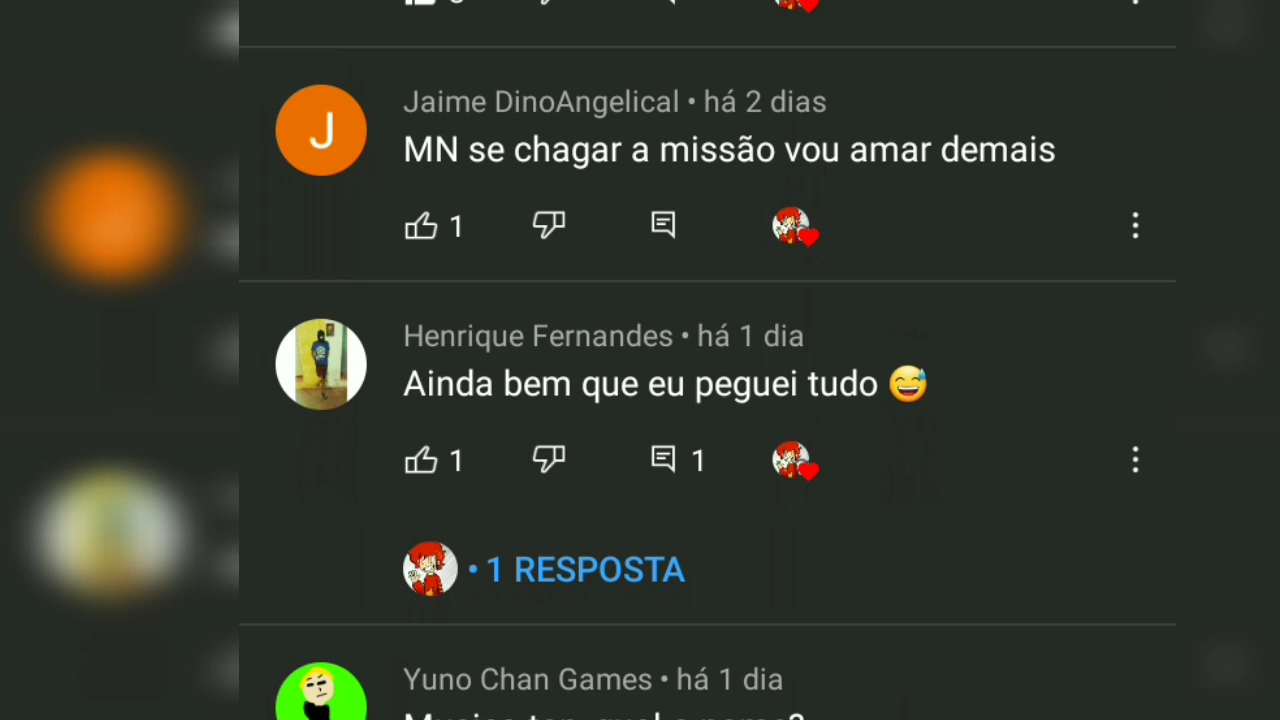 J
Jaime DinoAngelical • há 2 dias
MN se chagar a missão vou amar demais
1
Henrique Fernandes • há 1 dia
Ainda bem que eu peguei tudo 😅
1 1
• 1 RESPOSTA
Yuno Chan Games • há 1 dia